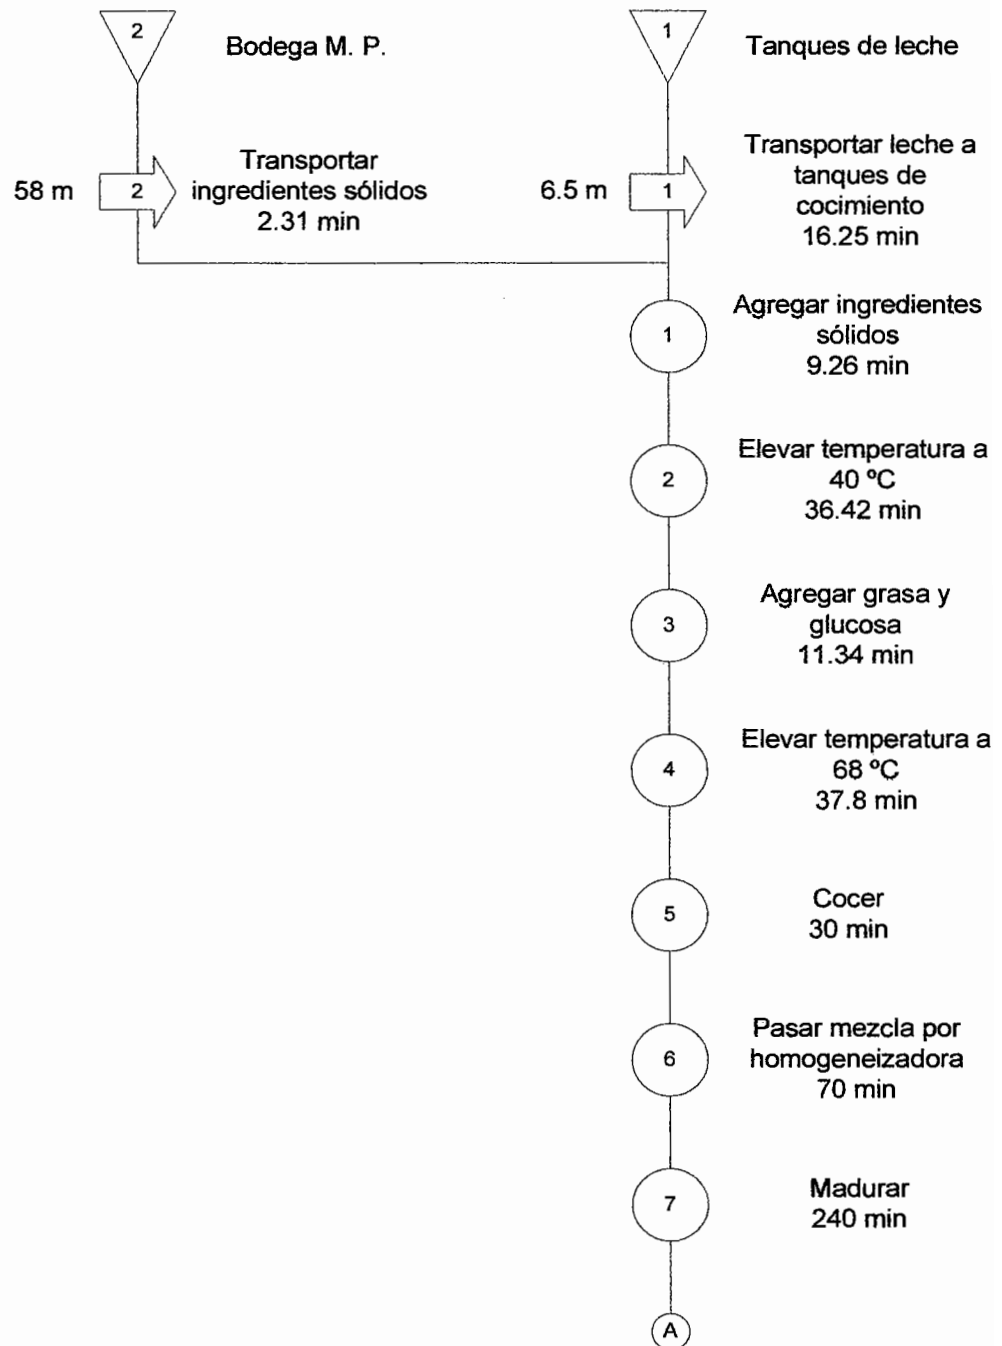 2
Bodega M. P.
1
Tanques de leche
58 m
2
Transportar
ingredientes sólidos
2.31 min
6.5 m
1
Transportar leche a
tanques de
cocimiento
16.25 min
1
Agregar ingredientes
sólidos
9.26 min
2
Elevar temperatura a
40 ºC
36.42 min
3
Agregar grasa y
glucosa
11.34 min
4
Elevar temperatura a
68 ºC
37.8 min
5
Cocer
30 min
6
Pasar mezcla por
homogeneizadora
70 min
7
Madurar
240 min
A